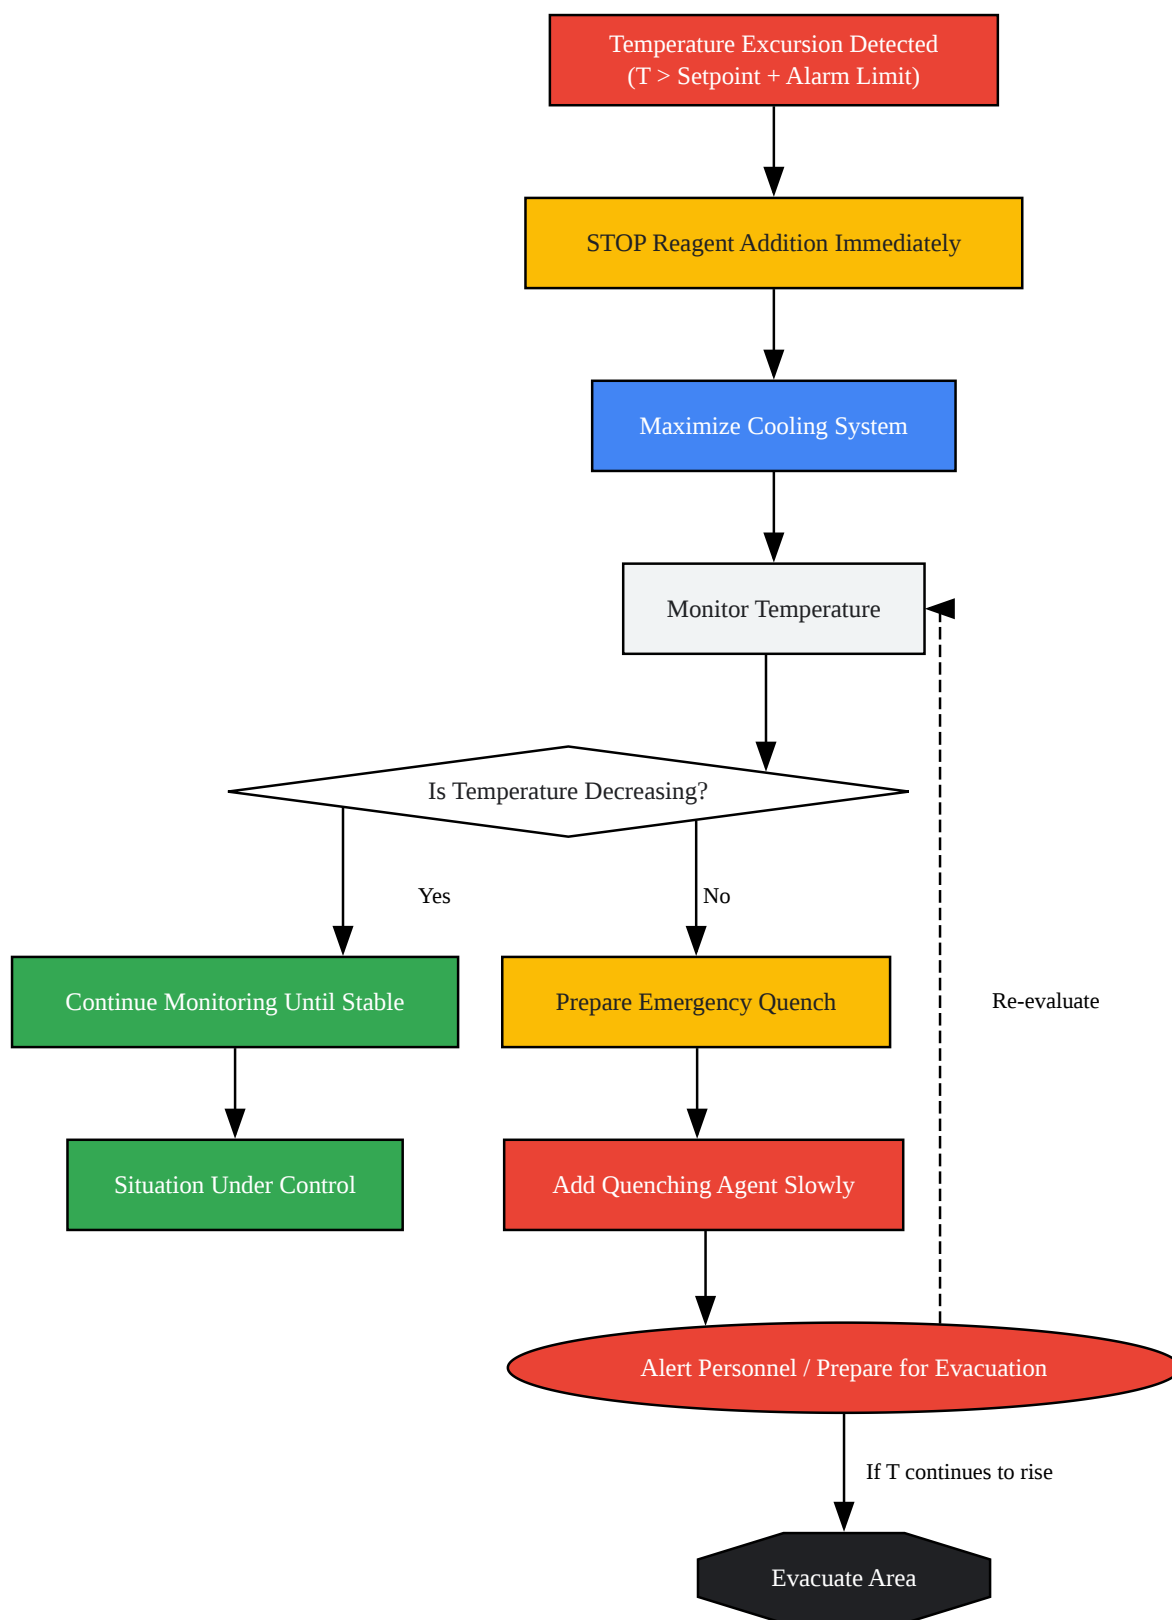 Temperature Excursion Detected
(T > Setpoint + Alarm Limit)
STOP Reagent Addition Immediately
Maximize Cooling System
Monitor Temperature
Is Temperature Decreasing?
Yes
No
Continue Monitoring Until Stable
Prepare Emergency Quench
Re-evaluate
Situation Under Control
Add Quenching Agent Slowly
Alert Personnel / Prepare for Evacuation
If T continues to rise
Evacuate Area